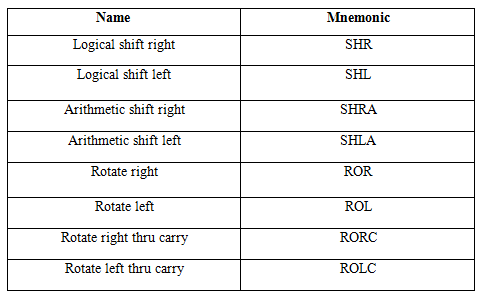 Name Mnemonic
Logical shift right SHR
Logical shift left SHL
Arithmetic shift right SHRA
Arithmetic shift left SHLA
Rotate right ROR
Rotate left ROL
Rotate right thru carry RORC
Rotate left thru carry ROLC